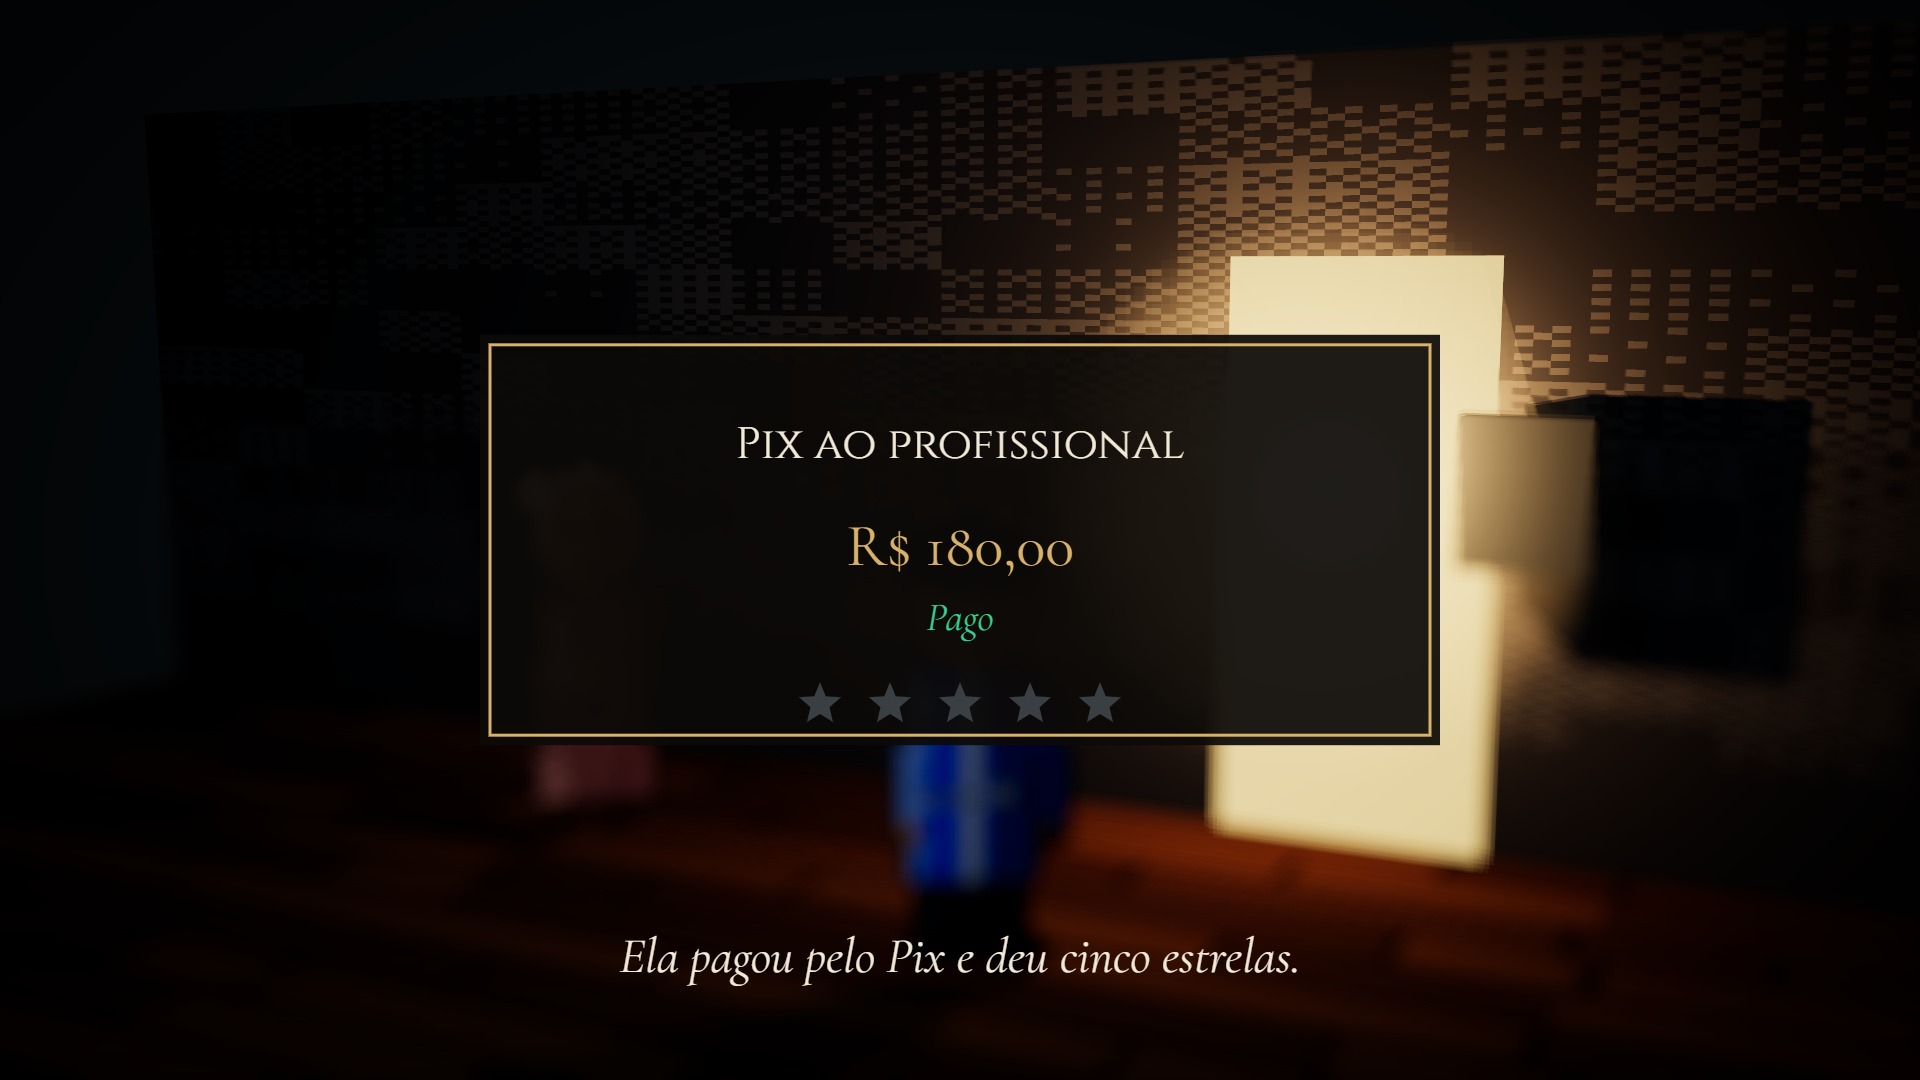 Pix ao profissional
R$ 180,00
Pago
Ela pagou pelo Pix e deu cinco estrelas.